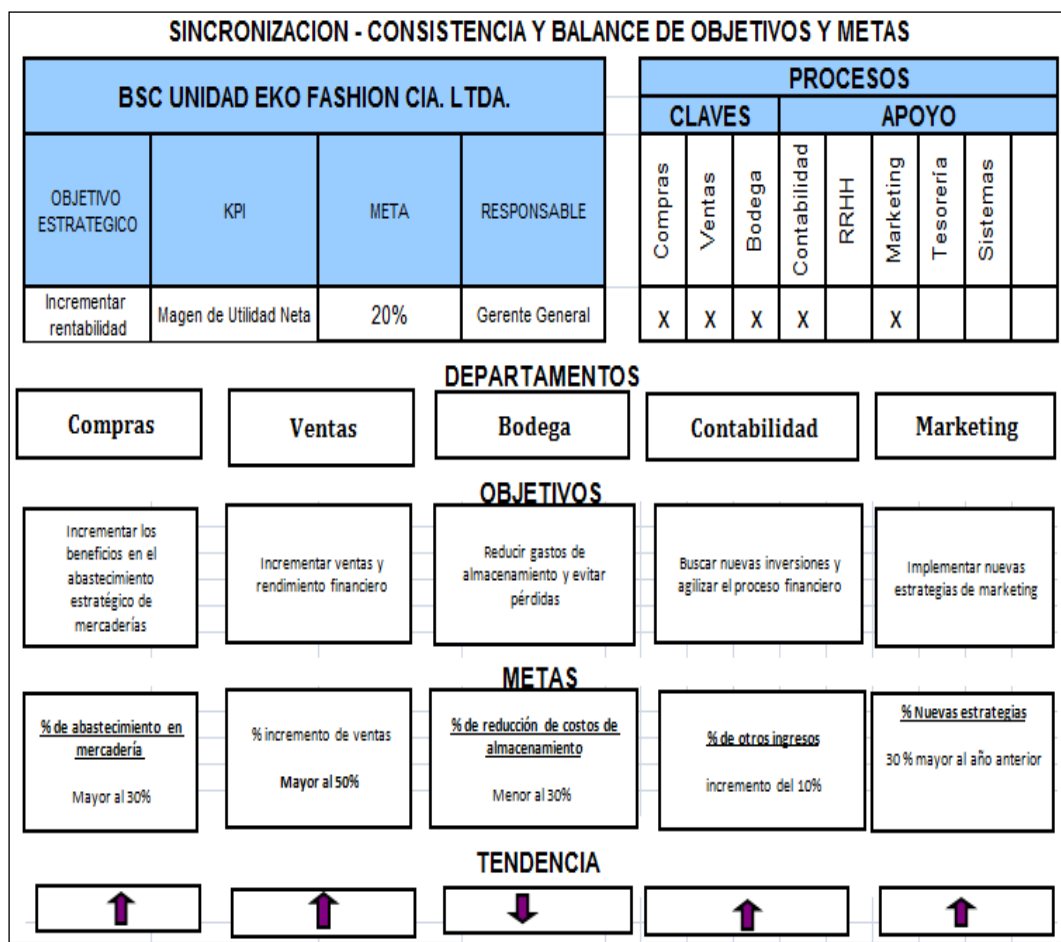 SINCRONIZACION - CONSISTENCIA Y BALANCE DE OBJETIVOS Y METAS
BSC UNIDAD EKO FASHION CIA. LTDA.
PROCESOS
CLAVES
APOYO
OBJETIVO
ESTRATEGICO
KPI
META
RESPONSABLE
Compras
Ventas
Bodega
Contabilidad
RRHH
Marketing
Tesorería
Sistemas
Incrementar
rentabilidad
Magen de Utilidad Neta
20%
Gerente General
X
X
X
X
X
DEPARTAMENTOS
Compras
Ventas
Bodega
Contabilidad
Marketing
OBJETIVOS
Incrementar los
beneficios en el
abastecimiento
estratégico de
mercaderías
Incrementar ventas y
rendimiento financiero
Reducir gastos de
almacenamiento y evitar
pérdidas
Buscar nuevas inversiones y
agilizar el proceso financiero
Implementar nuevas
estrategias de marketing
METAS
% de abastecimiento en
mercadería
Mayor al 30%
% incremento de ventas
Mayor al 50%
% de reducción de costos de
almacenamiento
Menor al 30%
% de otros ingresos
incremento del 10%
% Nuevas estrategias
30 % mayor al año anterior
TENDENCIA